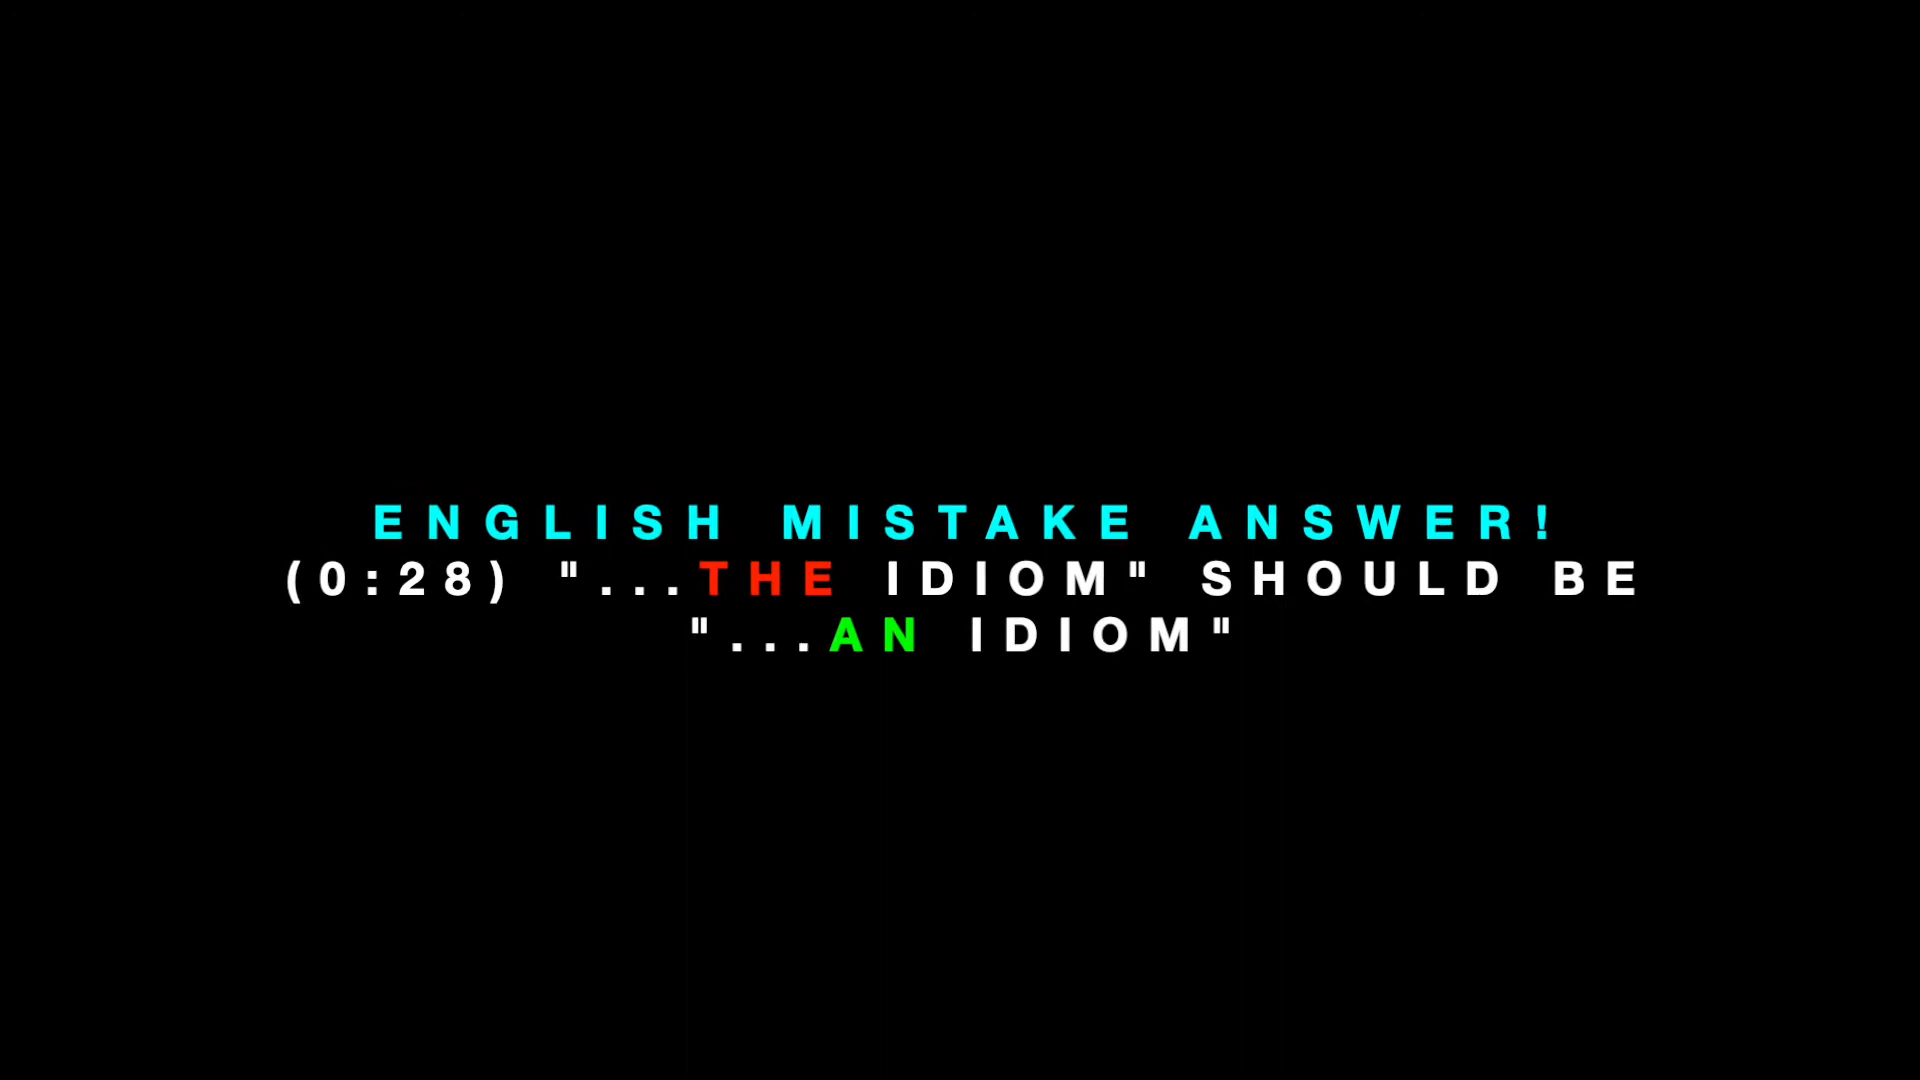 ENGLISH MISTAKE ANSWER!
(0:28) "...THE IDIOM" SHOULD BE
"...AN IDIOM"